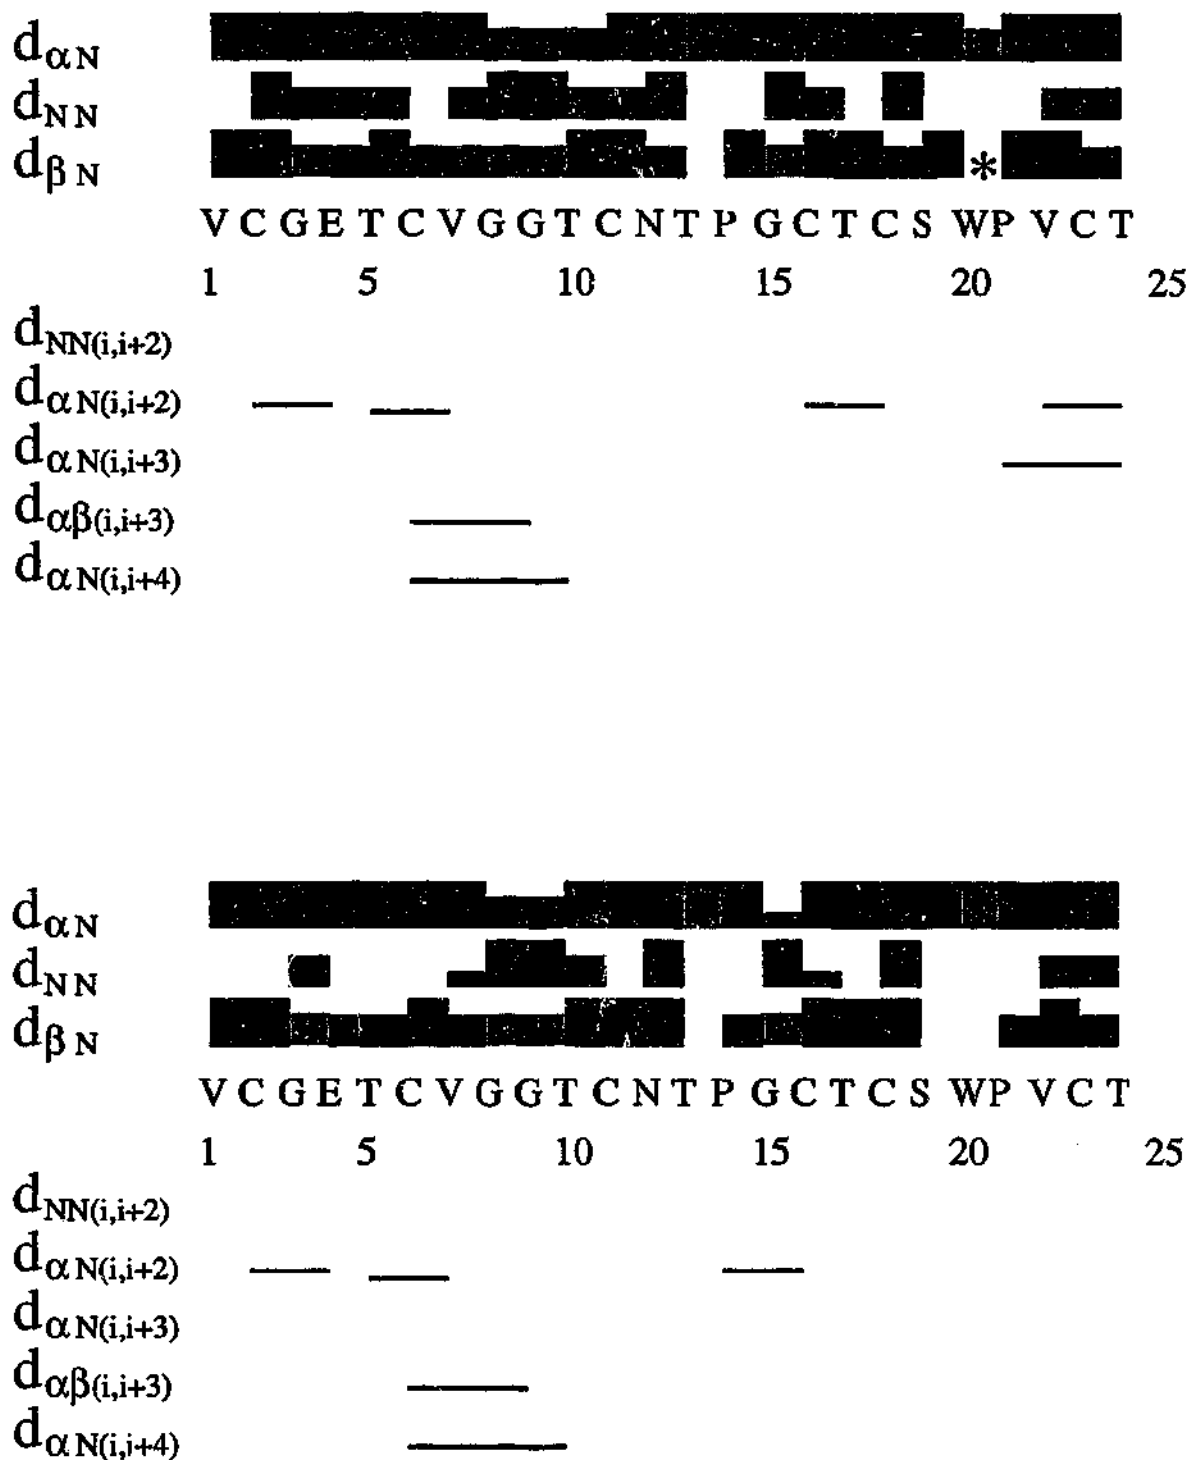 dαN
dNN
dβN *
V C G E T C V G G T C N T P G C T C S W P V C T
1 5 10 15 20 25
dNN(i,i+2)
dαN(i,i+2)
dαN(i,i+3)
dαβ(i,i+3)
dαN(i,i+4)
dαN
dNN
dβN
V C G E T C V G G T C N T P G C T C S W P V C T
1 5 10 15 20 25
dNN(i,i+2)
dαN(i,i+2)
dαN(i,i+3)
dαβ(i,i+3)
dαN(i,i+4)